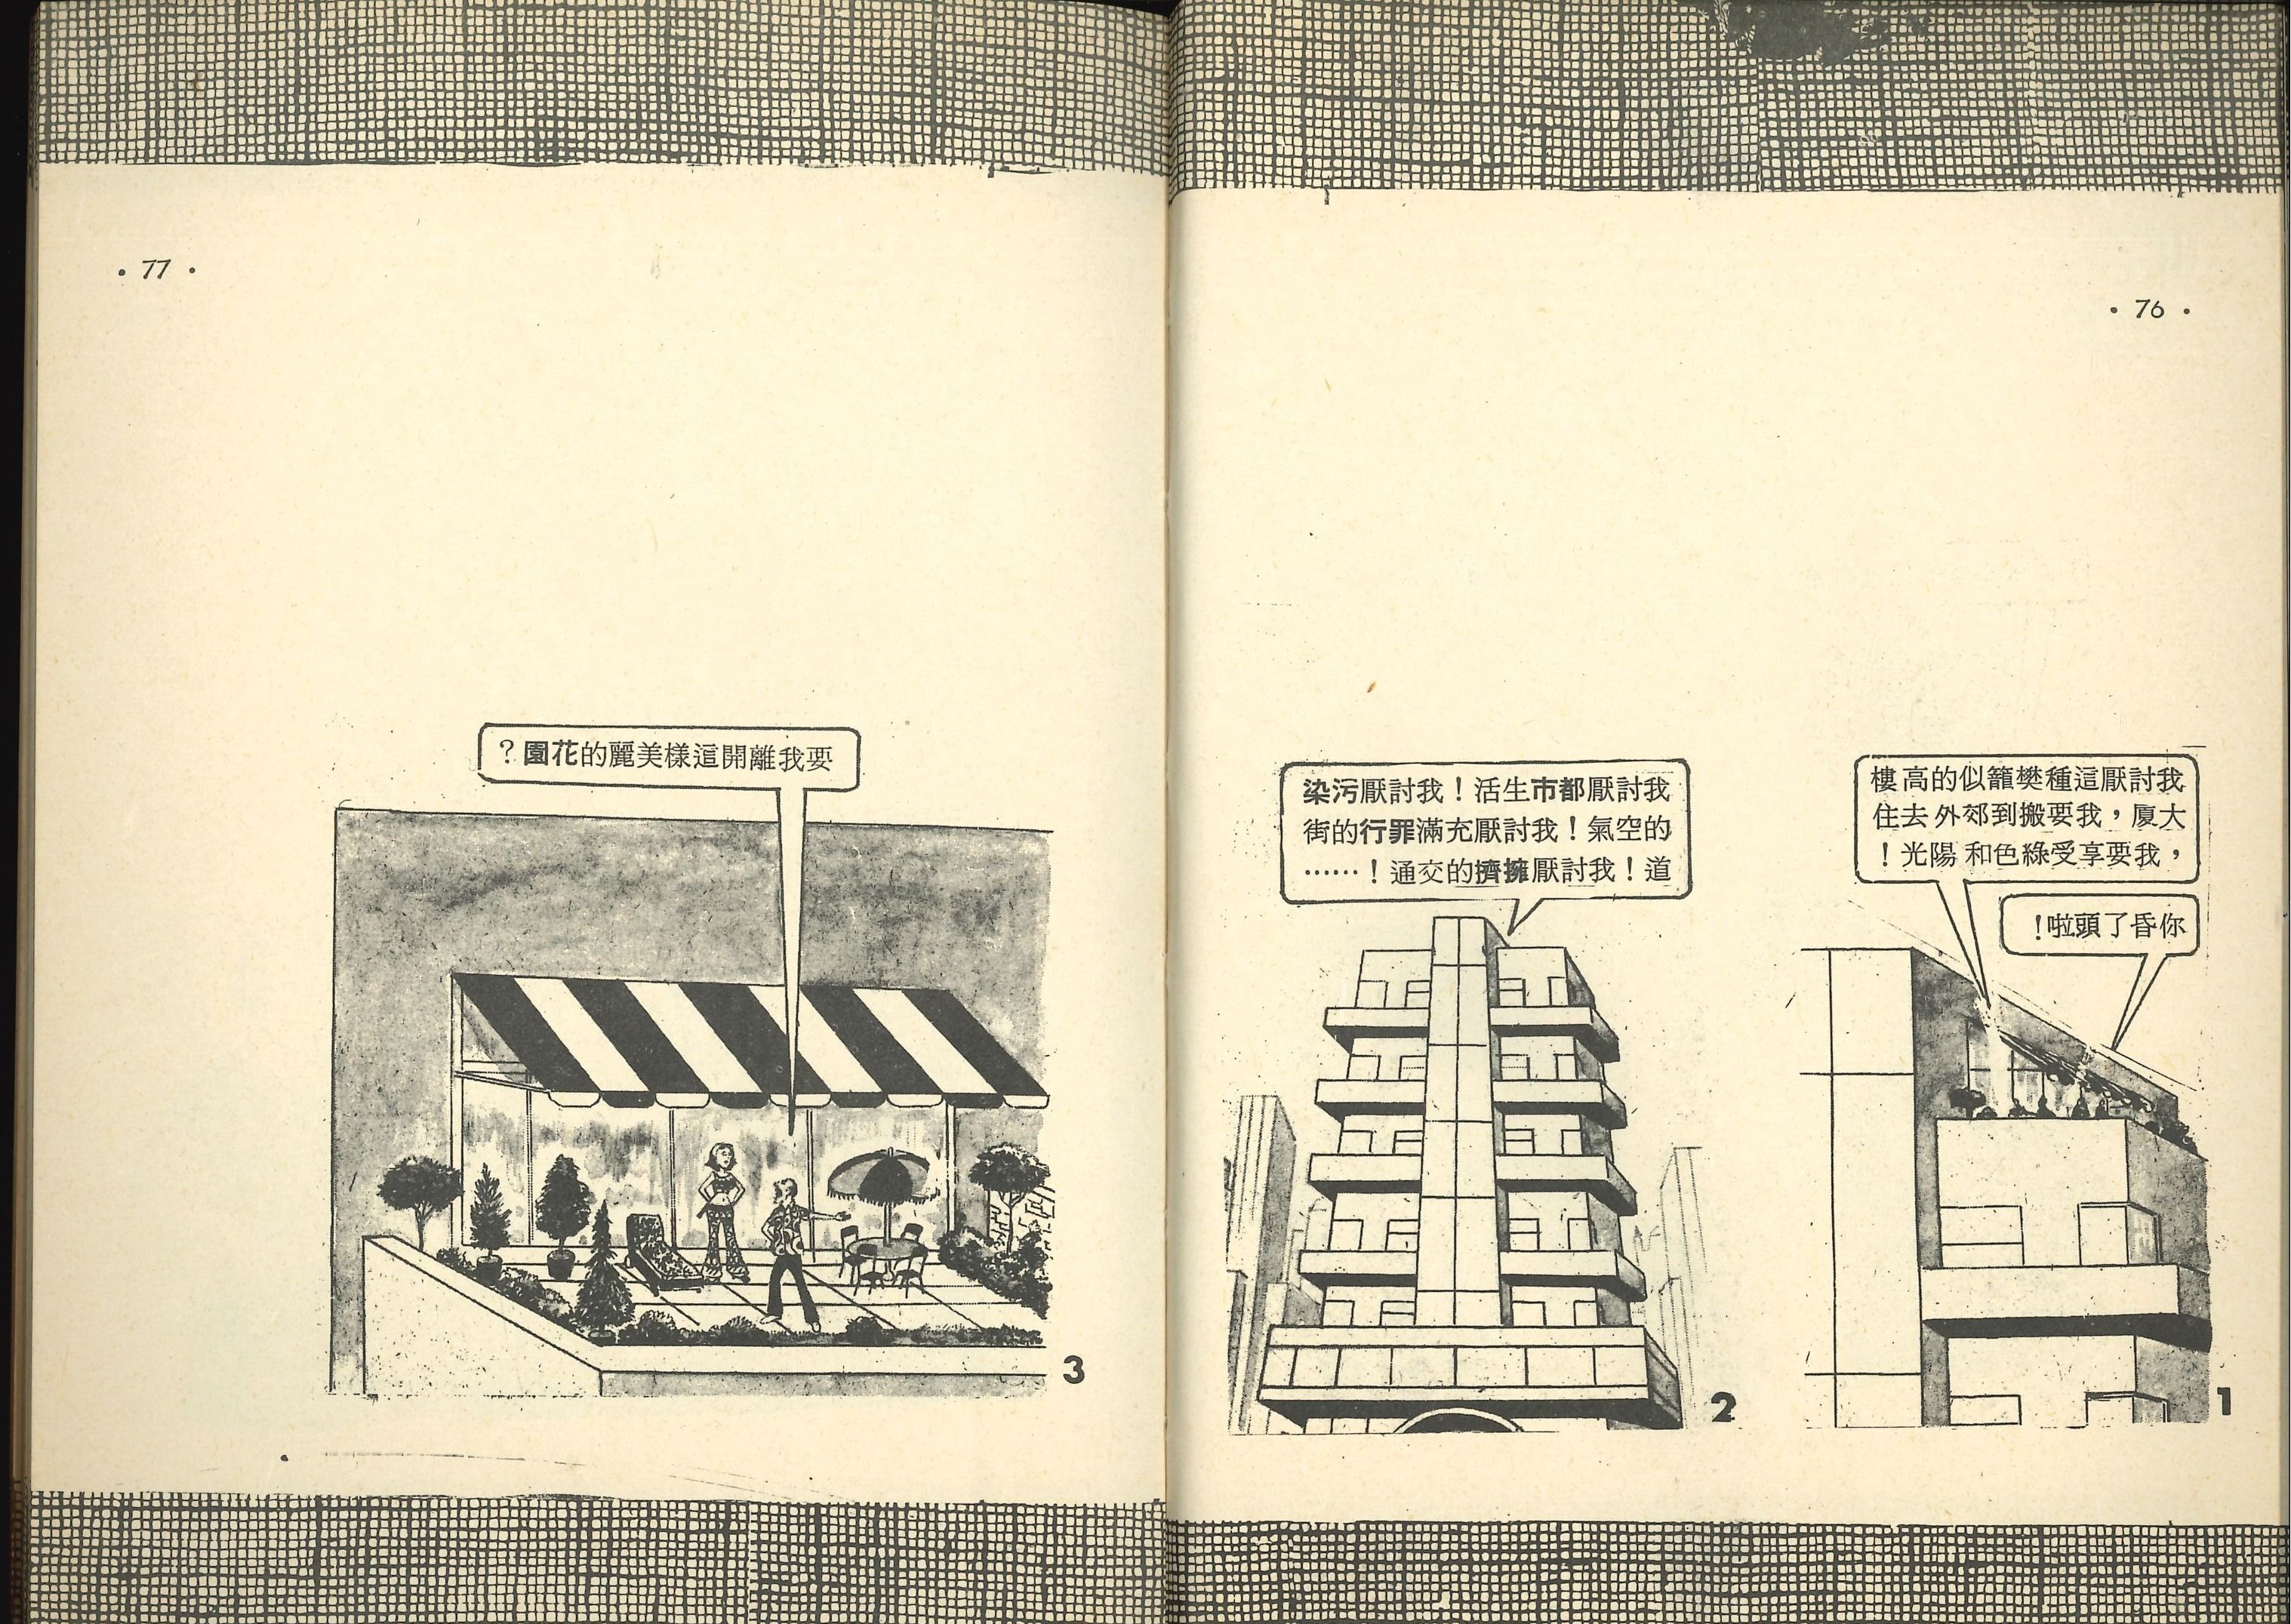 • 76 •
我討厭這種樊籠似的高樓
大厦，我要搬到郊外去住
，我要享受綠色和陽光！
你昏了頭啦！
1
我討厭都市生活！我討厭污染
的空氣！我討厭充滿罪行的街
道！我討厭擁擠的交通！……
2
• 77 •
要我離開這樣美麗的花園？
3